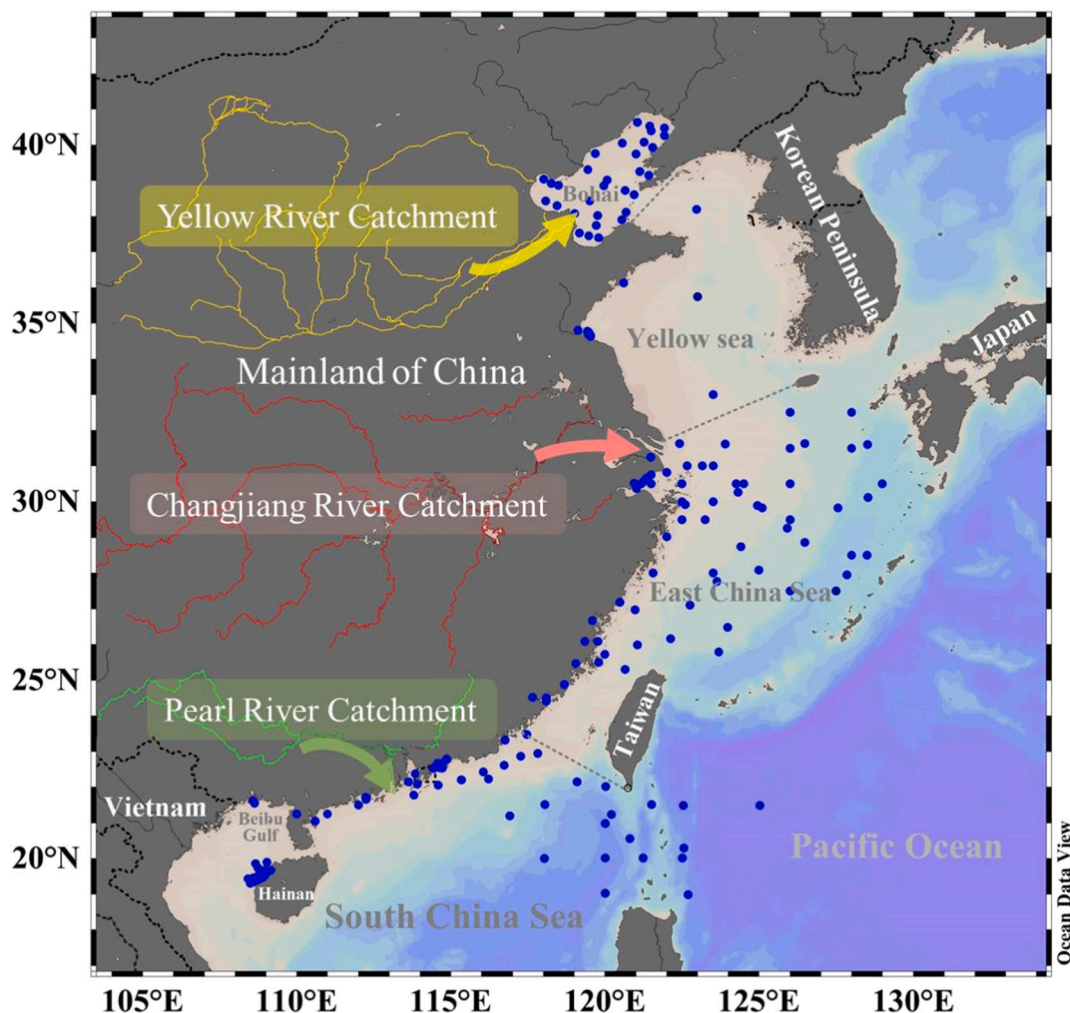 40°N
35°N
30°N
25°N
20°N
105°E
110°E
115°E
120°E
125°E
130°E
Yellow River Catchment
Bohai
Korean Peninsula
Yellow sea
Japan
Mainland of China
Changjiang River Catchment
East China Sea
Pearl River Catchment
Taiwan
Vietnam
Beibu
Gulf
Hainan
South China Sea
Pacific Ocean
Ocean Data View